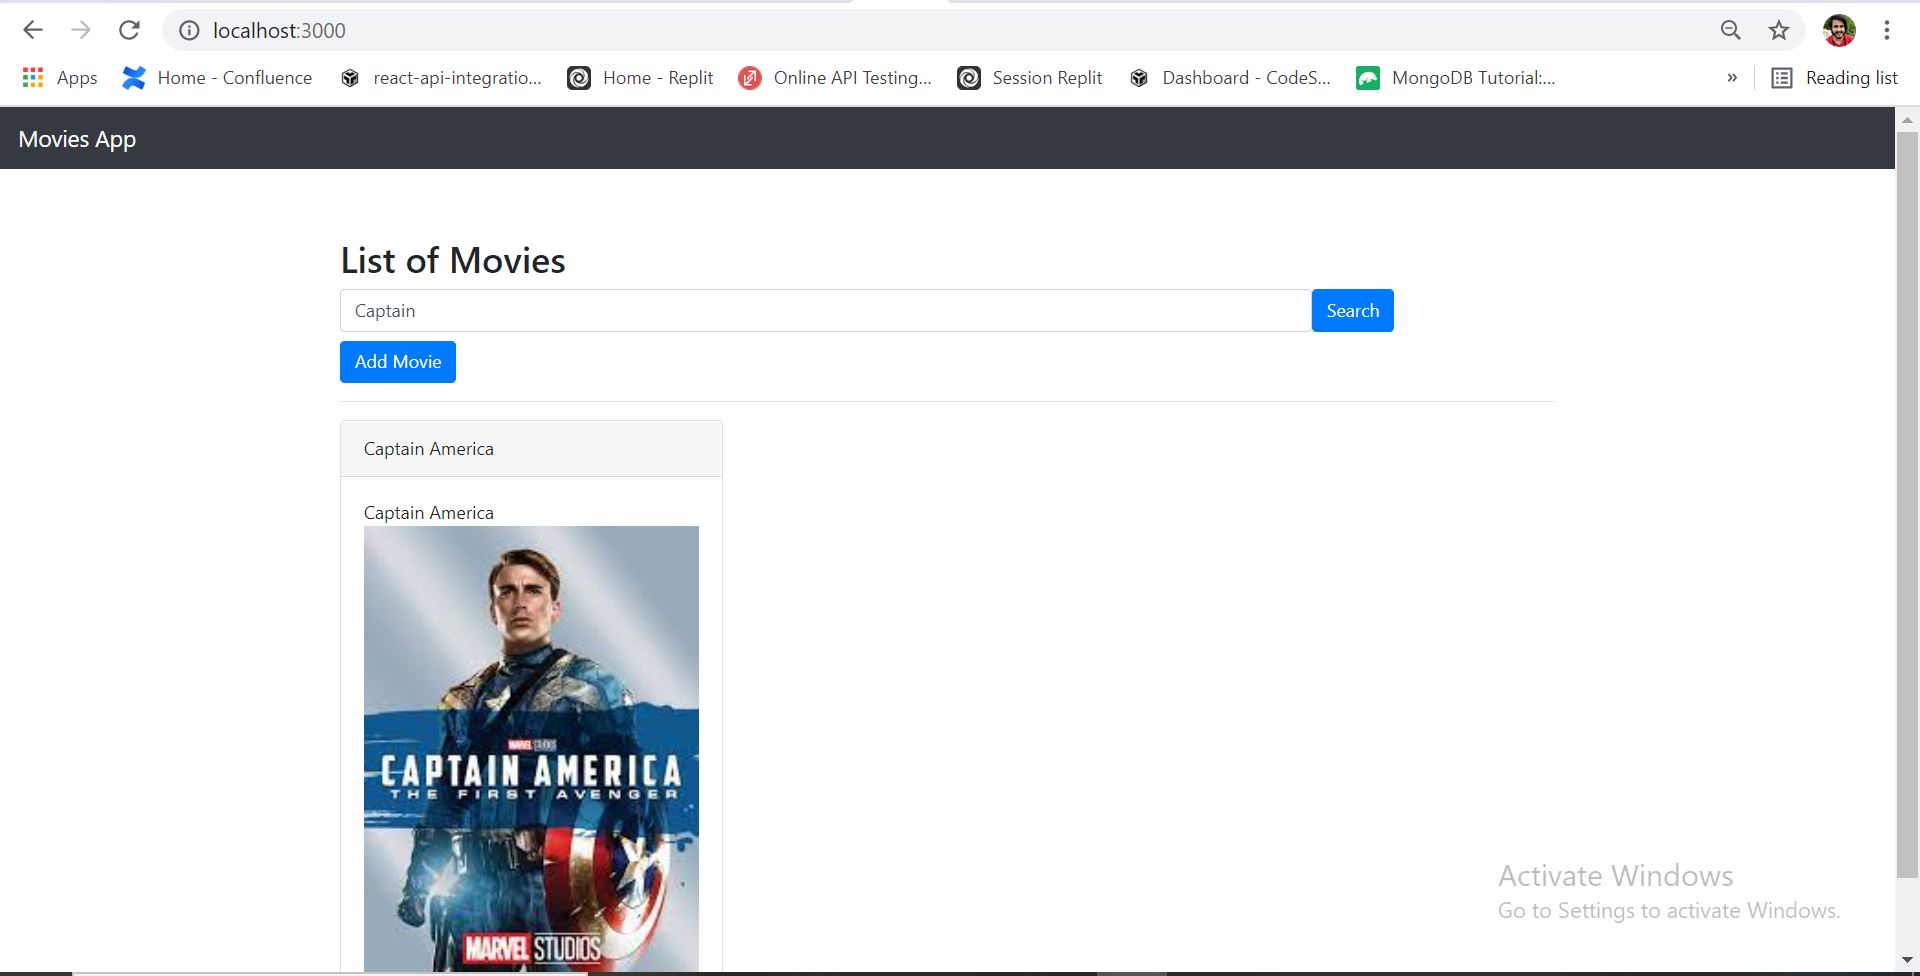 localhost:3000
Apps Home - Confluence react-api-integratio... Home - Replit Online API Testing... Session Replit Dashboard - CodeS... MongoDB Tutorial:... » Reading list
Movies App
List of Movies
Captain Search
Add Movie
Captain America
Captain America
MARVEL STUDIOS
CAPTAIN AMERICA
THE FIRST AVENGER
MARVEL STUDIOS
Activate Windows
Go to Settings to activate Windows.